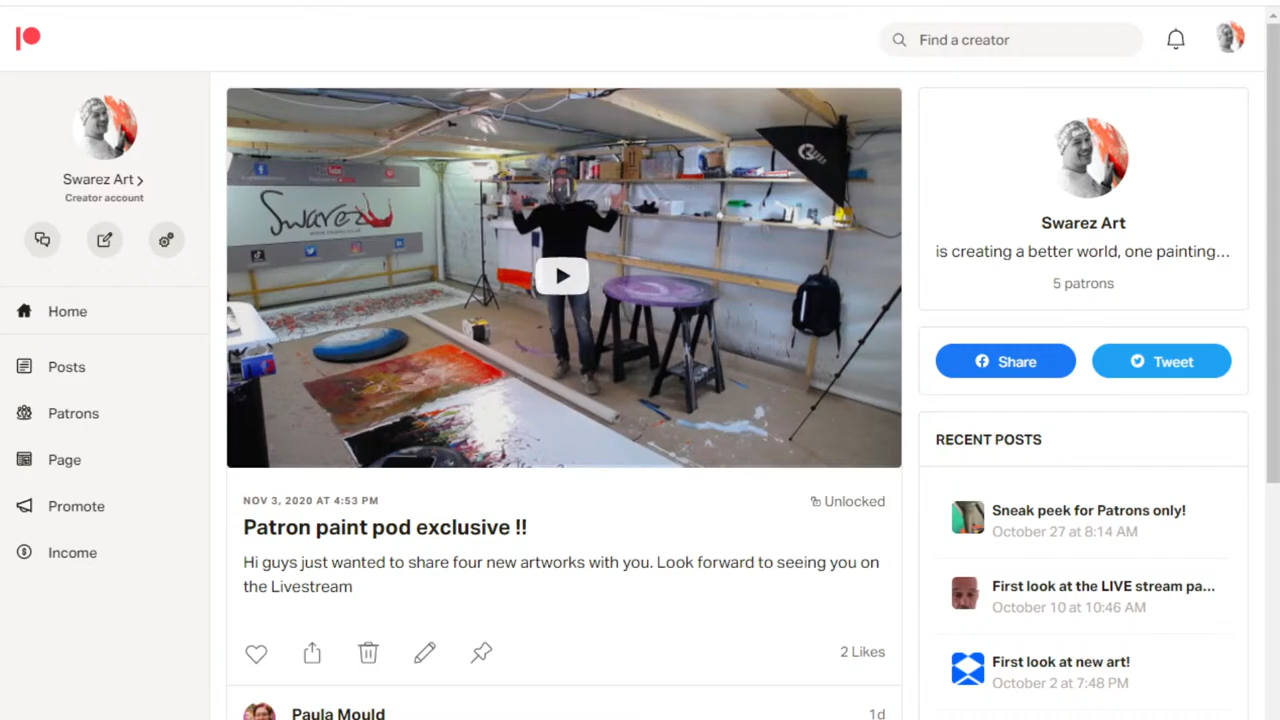 Find a creator
Swarez Art
Creator account
Home
Posts
Patrons
Page
Promote
Income
Swarez
NOV 3, 2020 AT 4:53 PM
Unlocked
Patron paint pod exclusive !!
Hi guys just wanted to share four new artworks with you. Look forward to seeing you on
the Livestream
2 Likes
Paula Mould
1d
Swarez Art
is creating a better world, one painting...
5 patrons
Share
Tweet
RECENT POSTS
Sneak peek for Patrons only!
October 27 at 8:14 AM
First look at the LIVE stream pa...
October 10 at 10:46 AM
First look at new art!
October 2 at 7:48 PM